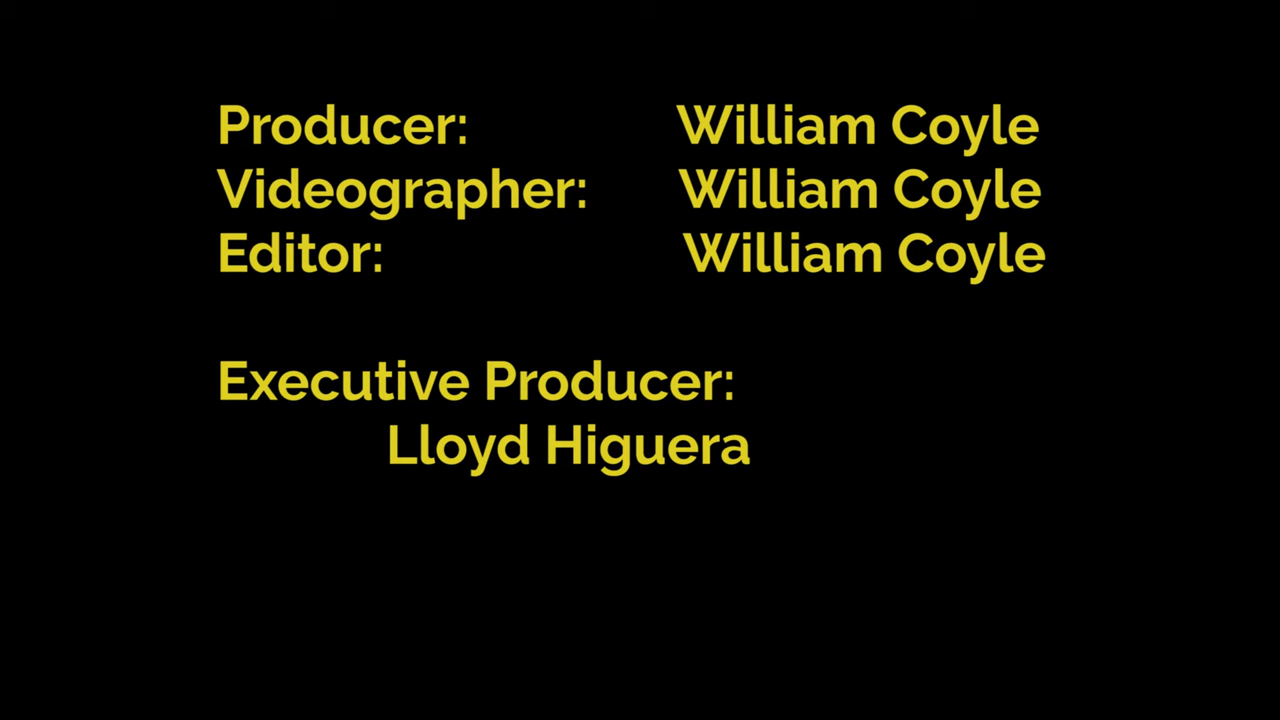 Producer: William Coyle
Videographer: William Coyle
Editor: William Coyle
Executive Producer:
Lloyd Higuera